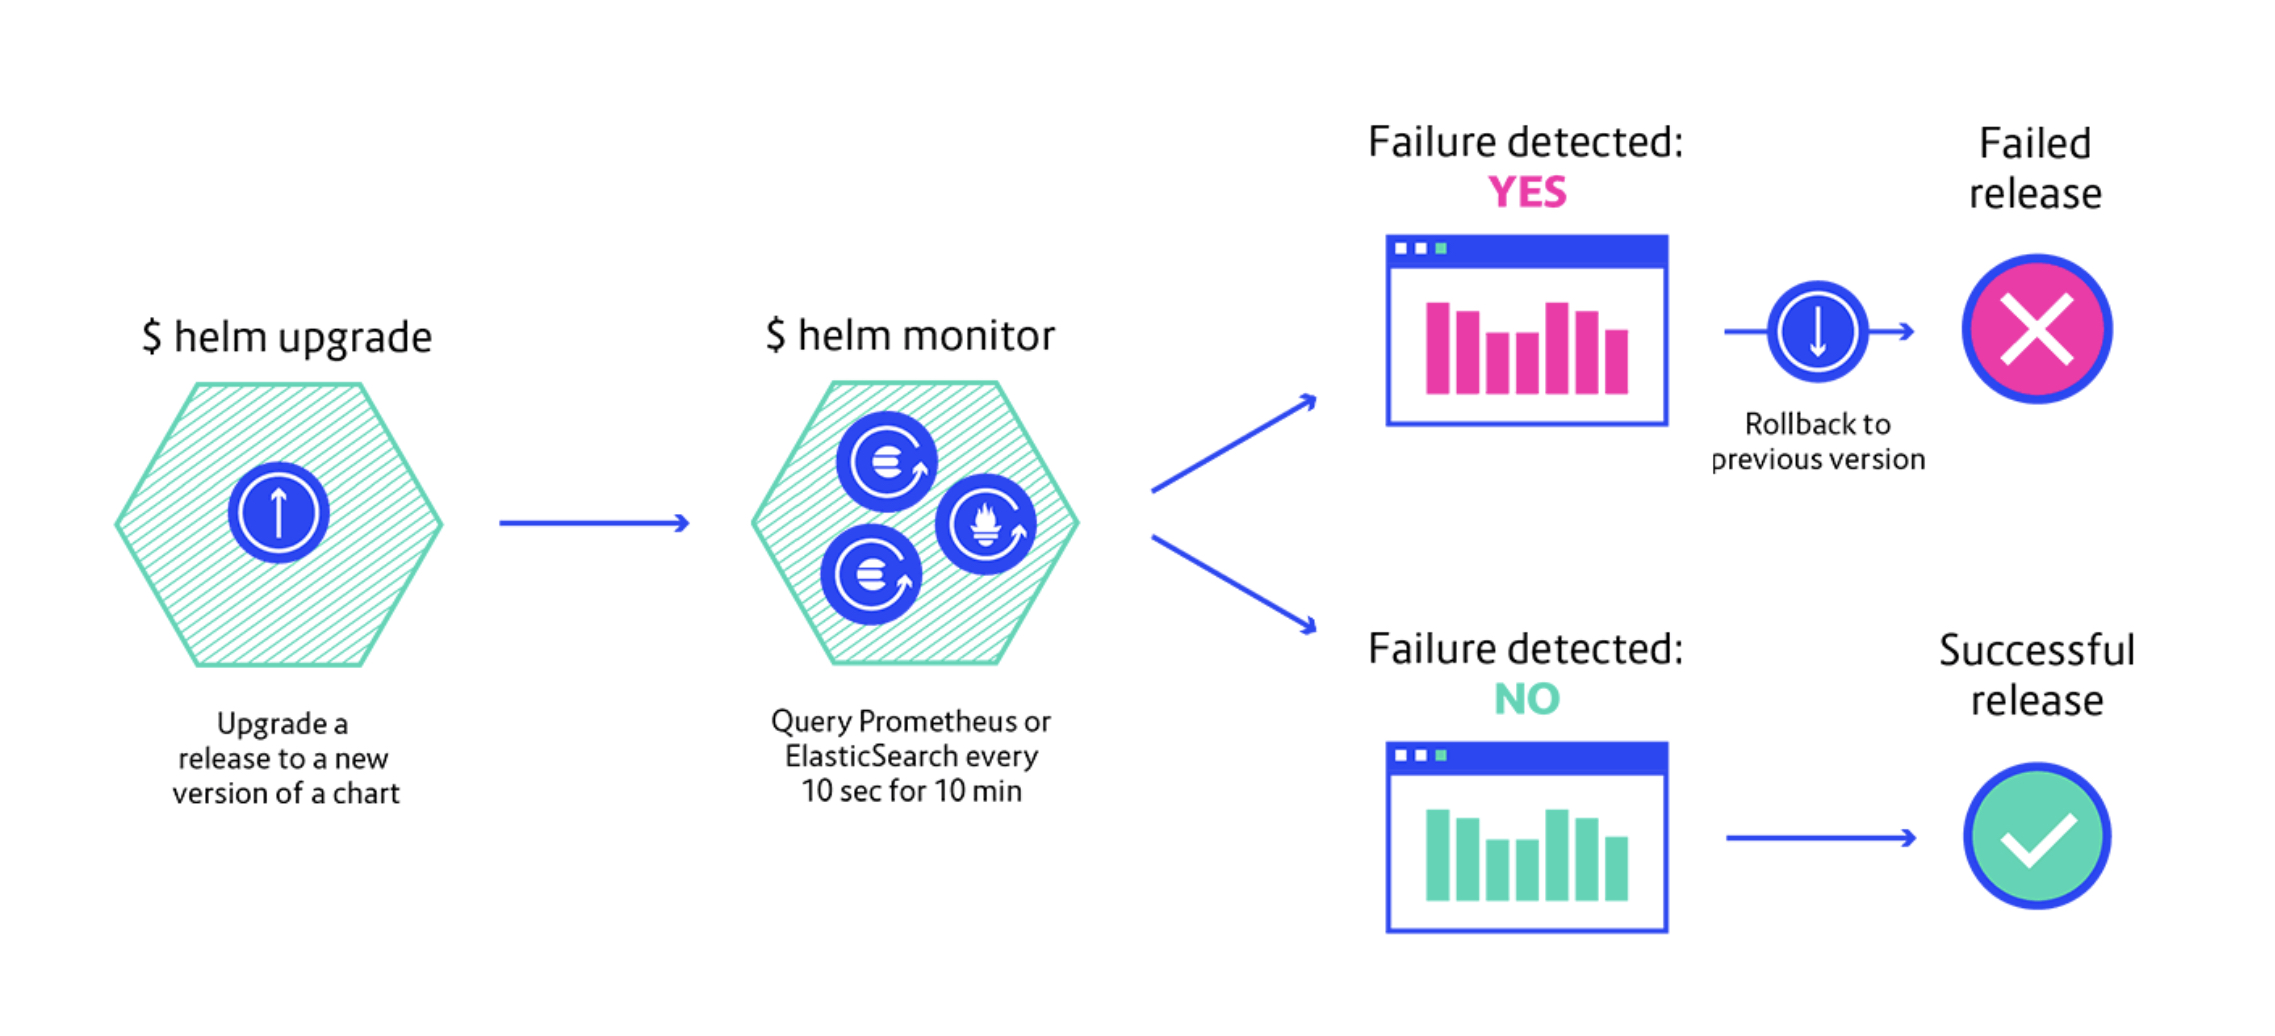 $ helm upgrade
Upgrade a
release to a new
version of a chart
$ helm monitor
Query Prometheus or
ElasticSearch every
10 sec for 10 min
Failure detected:
YES
Rollback to
previous version
Failed
release
Failure detected:
NO
Successful
release